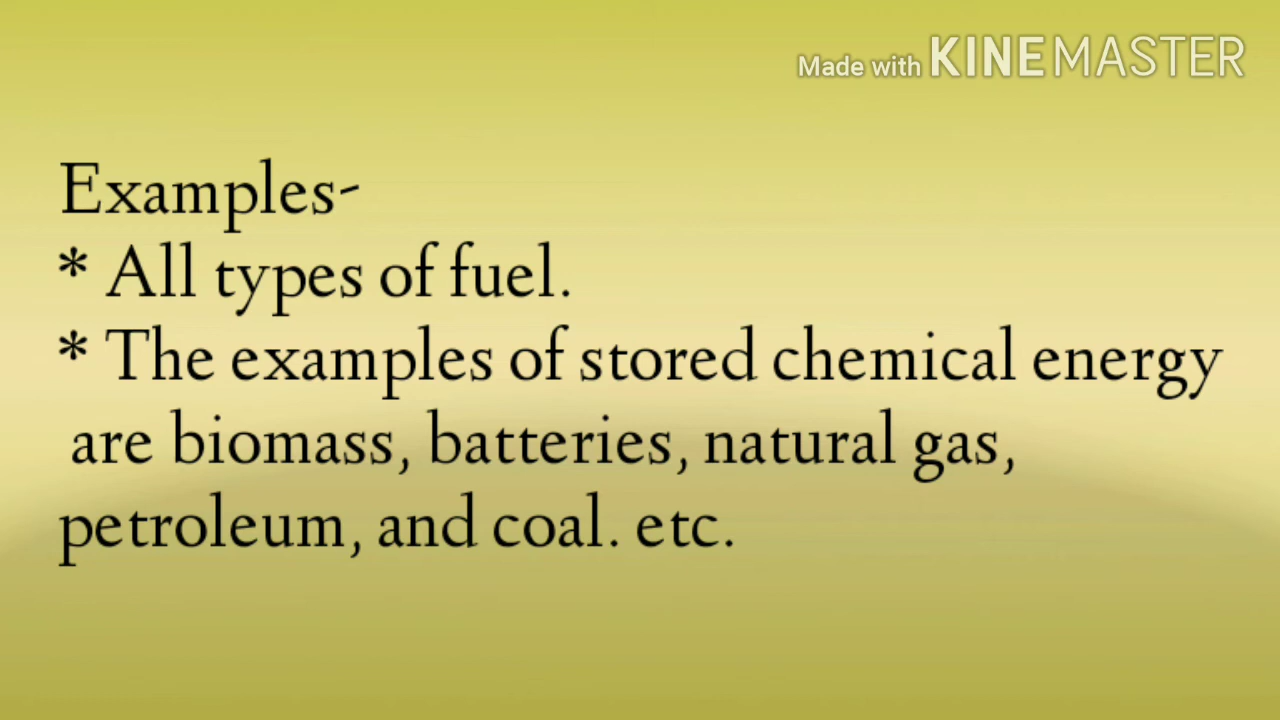 Made with KINEMASTER
Examples-
* All types of fuel.
* The examples of stored chemical energy
are biomass, batteries, natural gas,
petroleum, and coal. etc.